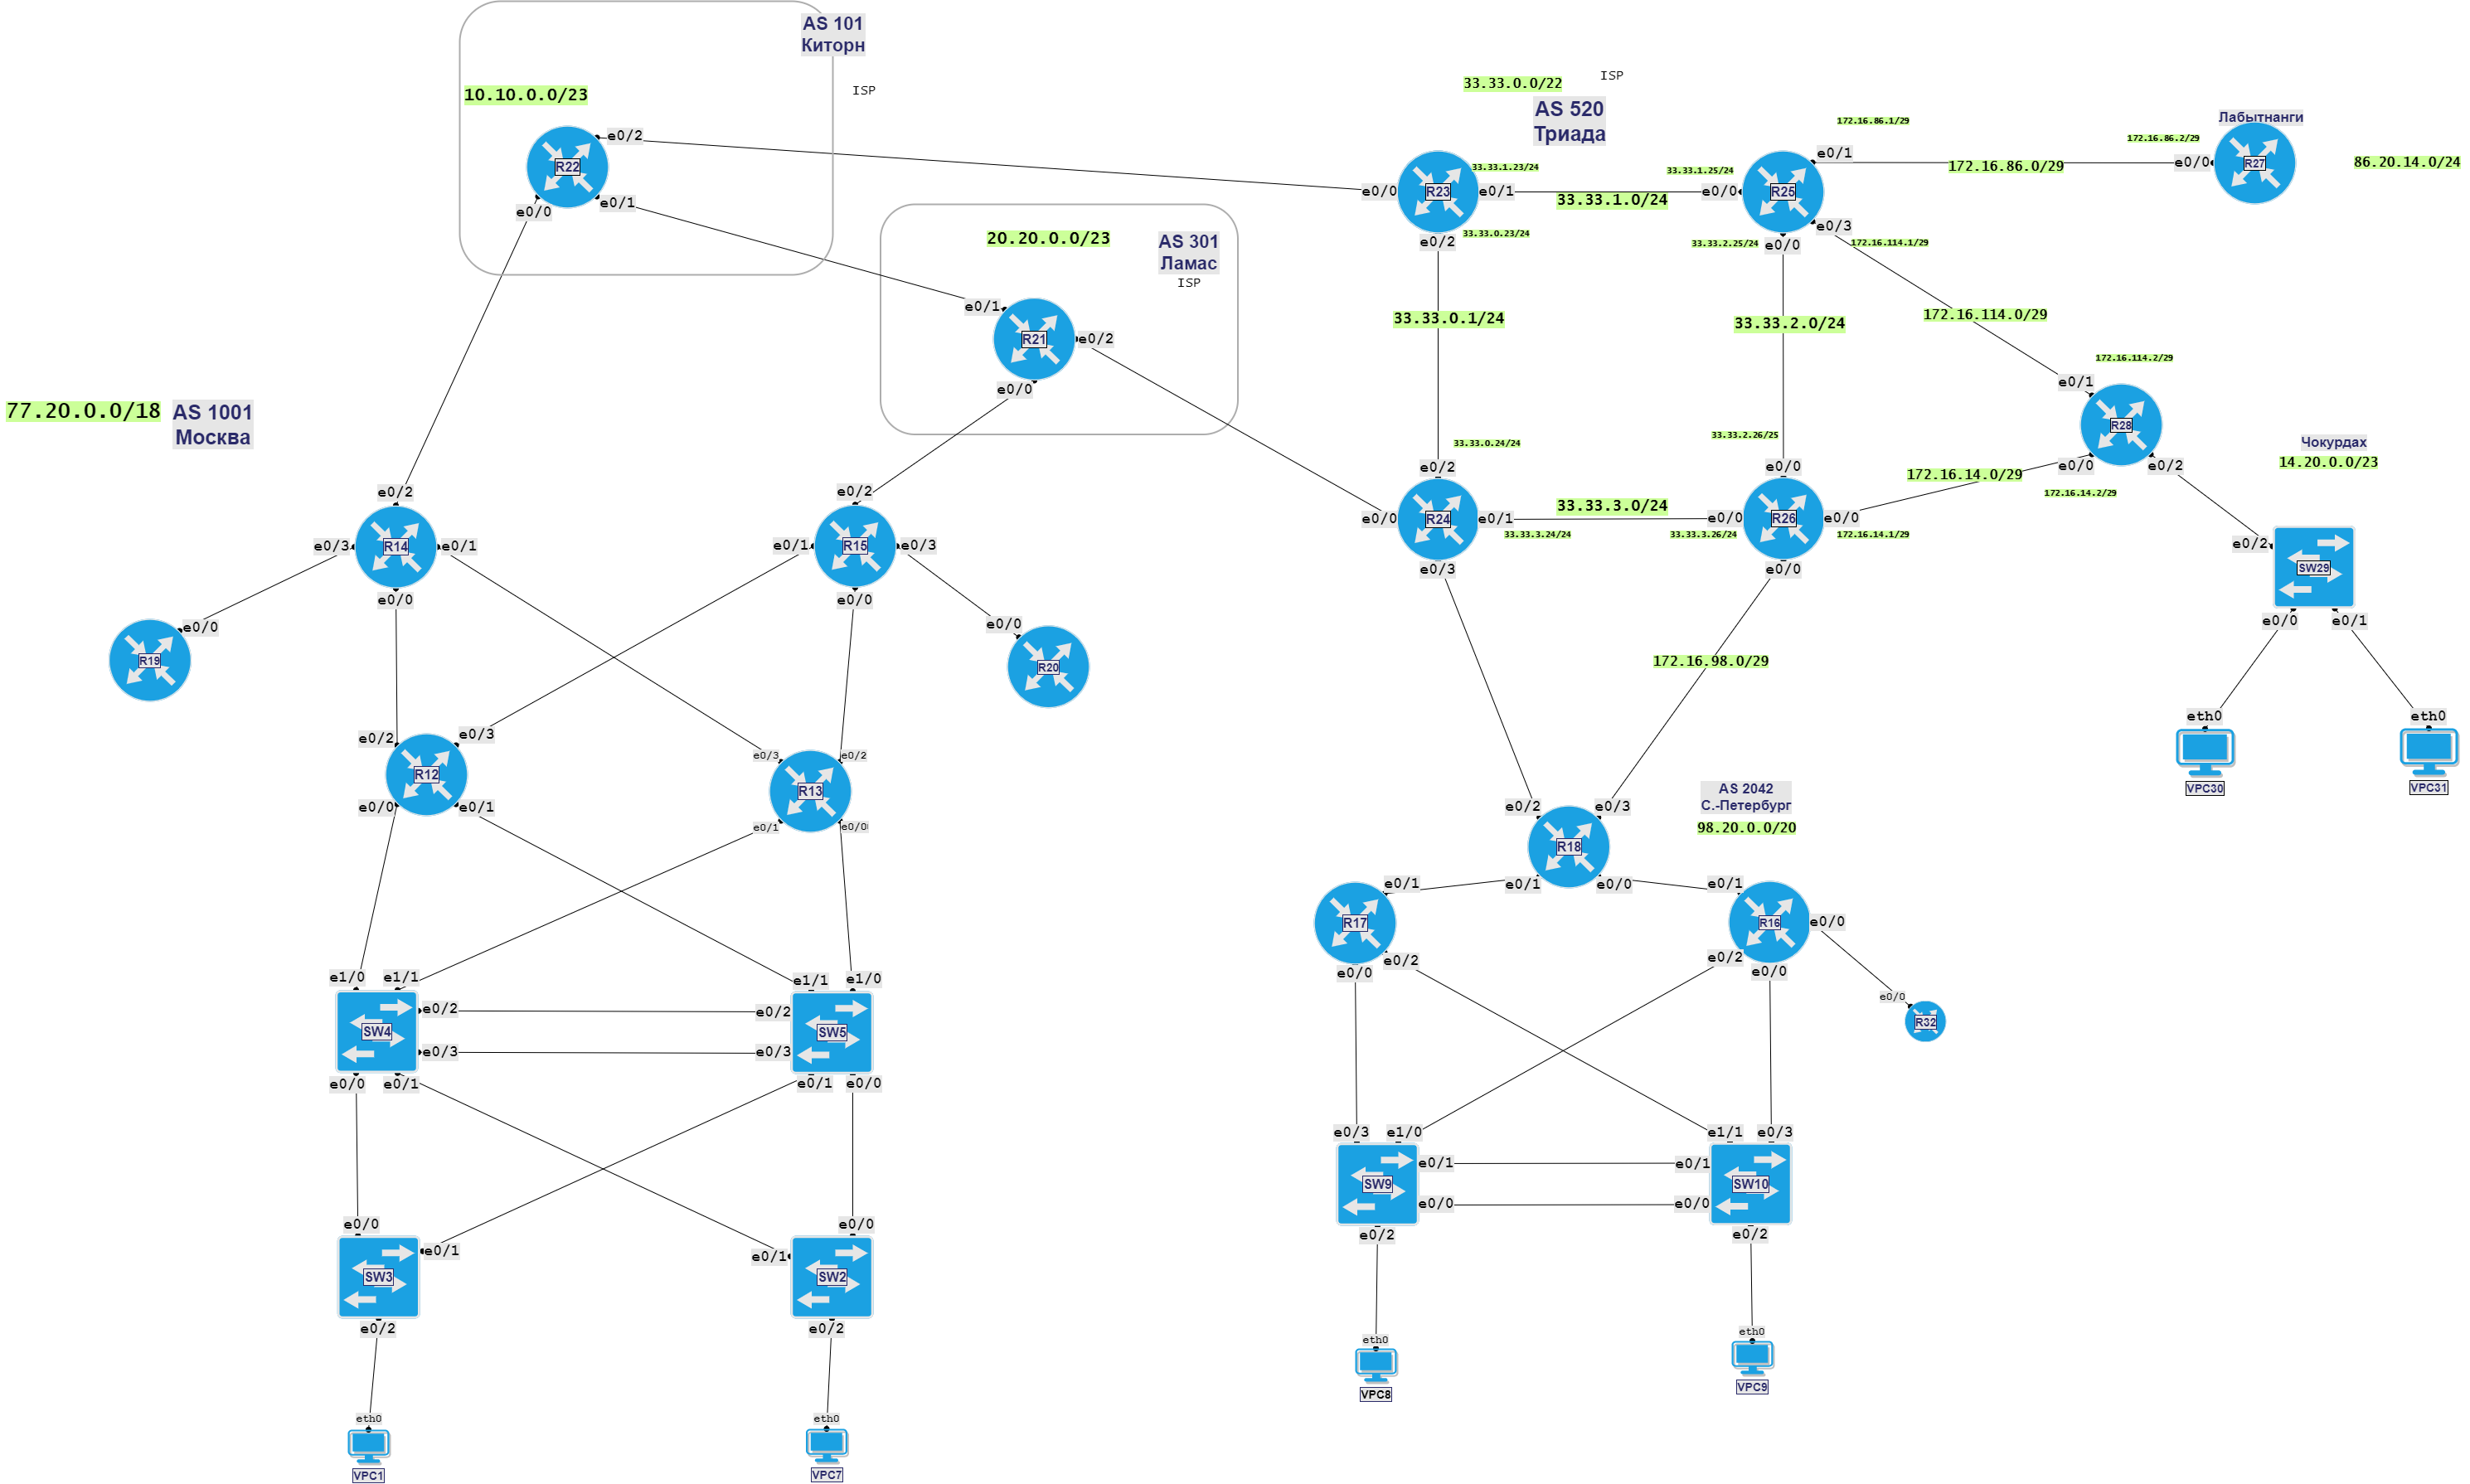 AS 101
Киторн
10.10.0.0/23
ISP
R22
e0/2
e0/0
e0/1
33.33.0.0/22
ISP
AS 520
Триада
e0/0
R23
33.33.1.23/24
e0/1
33.33.0.23/24
e0/2
33.33.1.0/24
33.33.1.25/24
e0/0
R25
172.16.86.1/29
e0/1
172.16.86.0/29
172.16.86.2/29
e0/0
Лабытнанги
R27
86.20.14.0/24
e0/3
172.16.114.1/29
33.33.2.25/24
e0/0
20.20.0.0/23
AS 301
Ламас
ISP
e0/1
R21
e0/2
e0/0
33.33.0.1/24
33.33.2.0/24
172.16.114.0/29
172.16.114.2/29
e0/1
R28
e0/0
e0/2
Чокурдах
14.20.0.0/23
77.20.0.0/18
AS 1001
Москва
33.33.0.24/24
e0/2
33.33.2.26/25
e0/0
172.16.14.0/29
172.16.14.2/29
e0/0
R24
e0/1
33.33.3.24/24
33.33.3.0/24
e0/0
33.33.3.26/24
R26
e0/0
172.16.14.1/29
e0/3
e0/0
e0/2
SW29
e0/0
e0/1
eth0
VPC30
eth0
VPC31
e0/2
e0/3
R14
e0/1
e0/0
e0/2
e0/1
R15
e0/3
e0/0
e0/0
R19
e0/0
R20
172.16.98.0/29
e0/2
e0/3
R12
e0/0
e0/1
e0/3
e0/2
R13
e0/1
e0/0
AS 2042
С.-Петербург
98.20.0.0/20
e0/2
e0/3
R18
e0/1
e0/0
e0/1
R17
e0/0
e0/2
e0/1
R16
e0/0
e0/2
e0/0
e0/0
R32
e1/0
e1/1
SW4
e0/2
e0/3
e0/0
e0/1
e1/1
e1/0
e0/2
SW5
e0/3
e0/1
e0/0
e0/3
e1/0
SW9
e0/1
e0/0
e0/2
e1/1
e0/3
e0/1
SW10
e0/0
e0/2
e0/0
e0/1
SW3
e0/2
e0/0
e0/1
SW2
e0/2
eth0
VPC8
eth0
VPC9
eth0
VPC1
eth0
VPC7